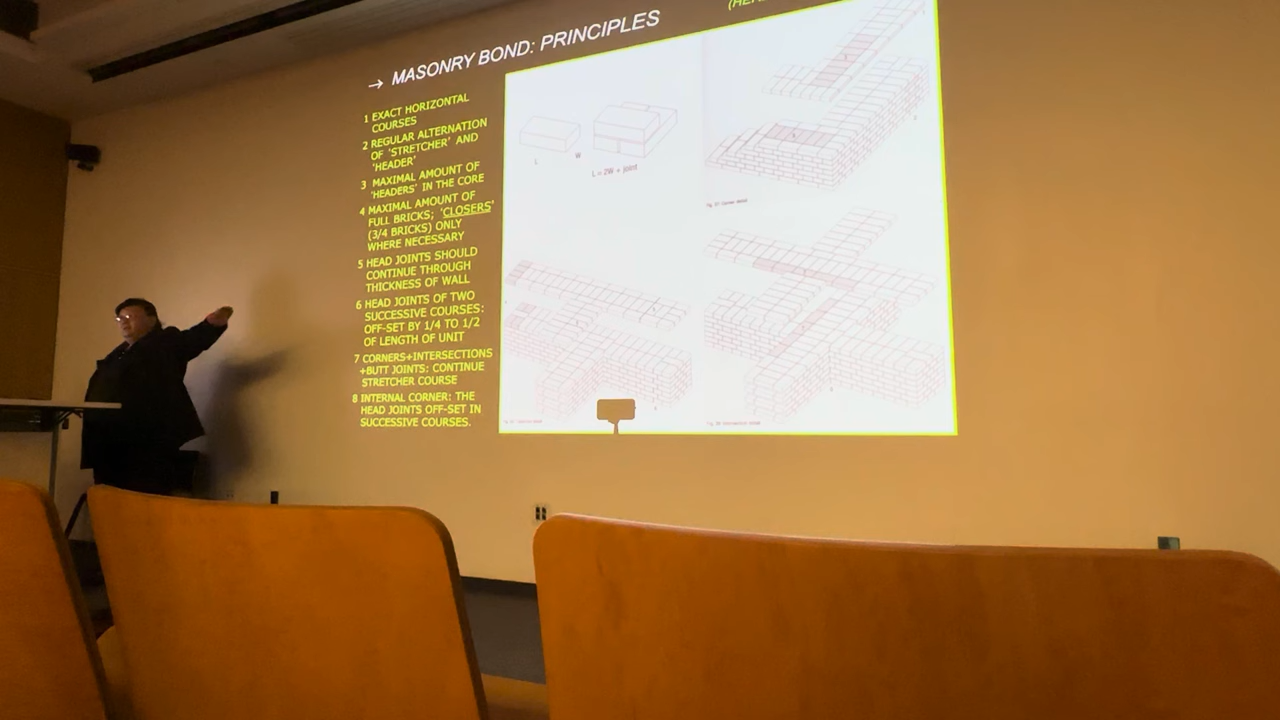 → MASONRY BOND: PRINCIPLES
1 EXACT HORIZONTAL
COURSES
2 REGULAR ALTERNATION
OF 'STRETCHER' AND
'HEADER'
3 MAXIMAL AMOUNT OF
'HEADERS' IN THE CORE
4 MAXIMAL AMOUNT OF
FULL BRICKS; 'CLOSERS'
(3/4 BRICKS) ONLY
WHERE NECESSARY
5 HEAD JOINTS SHOULD
CONTINUE THROUGH
THICKNESS OF WALL
6 HEAD JOINTS OF TWO
SUCCESSIVE COURSES:
OFF-SET BY 1/4 TO 1/2
OF LENGTH OF UNIT
7 CORNERS+INTERSECTIONS
+BUTT JOINTS: CONTINUE
STRETCHER COURSE
8 INTERNAL CORNER: THE
HEAD JOINTS OFF-SET IN
SUCCESSIVE COURSES.
L
W
L = 2W + joint